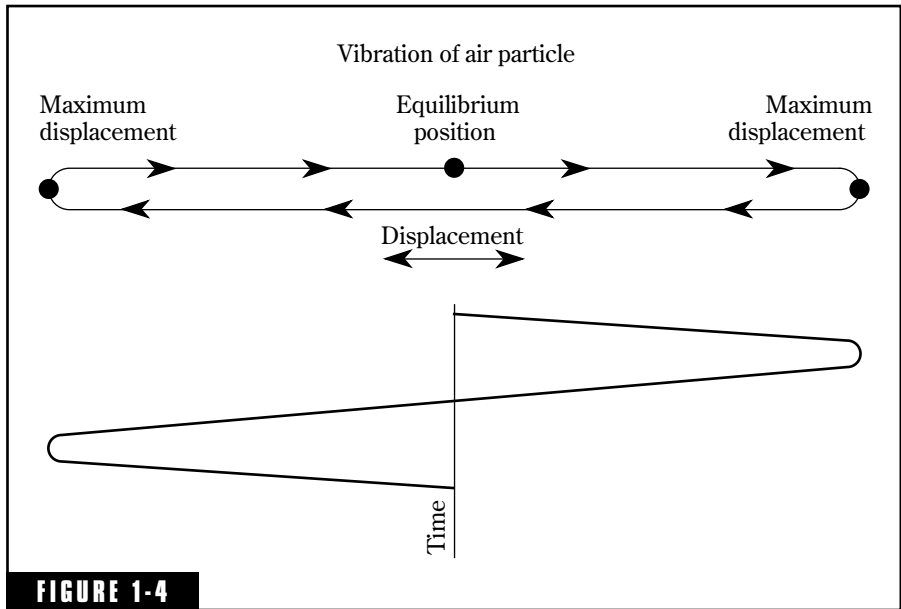 Vibration of air particle
Maximum
displacement
Equilibrium
position
Maximum
displacement
Displacement
Time
FIGURE 1-4